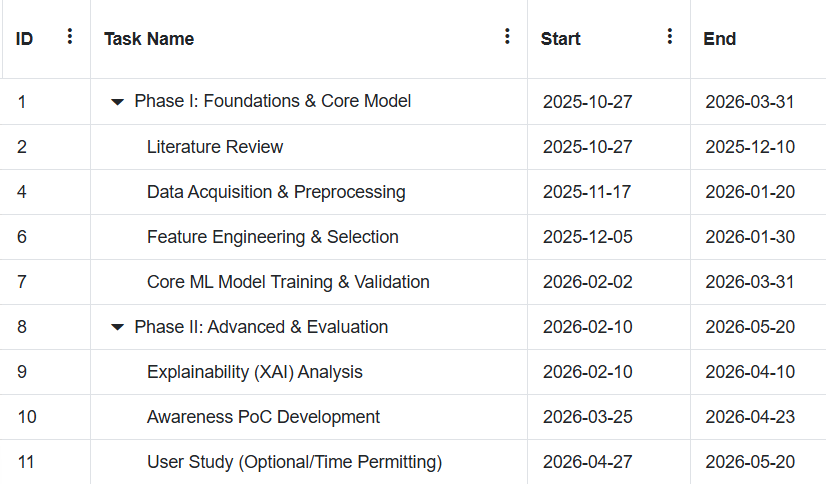 ID Task Name Start End
1 Phase I: Foundations & Core Model 2025-10-27 2026-03-31
2 Literature Review 2025-10-27 2025-12-10
4 Data Acquisition & Preprocessing 2025-11-17 2026-01-20
6 Feature Engineering & Selection 2025-12-05 2026-01-30
7 Core ML Model Training & Validation 2026-02-02 2026-03-31
8 Phase II: Advanced & Evaluation 2026-02-10 2026-05-20
9 Explainability (XAI) Analysis 2026-02-10 2026-04-10
10 Awareness PoC Development 2026-03-25 2026-04-23
11 User Study (Optional/Time Permitting) 2026-04-27 2026-05-20